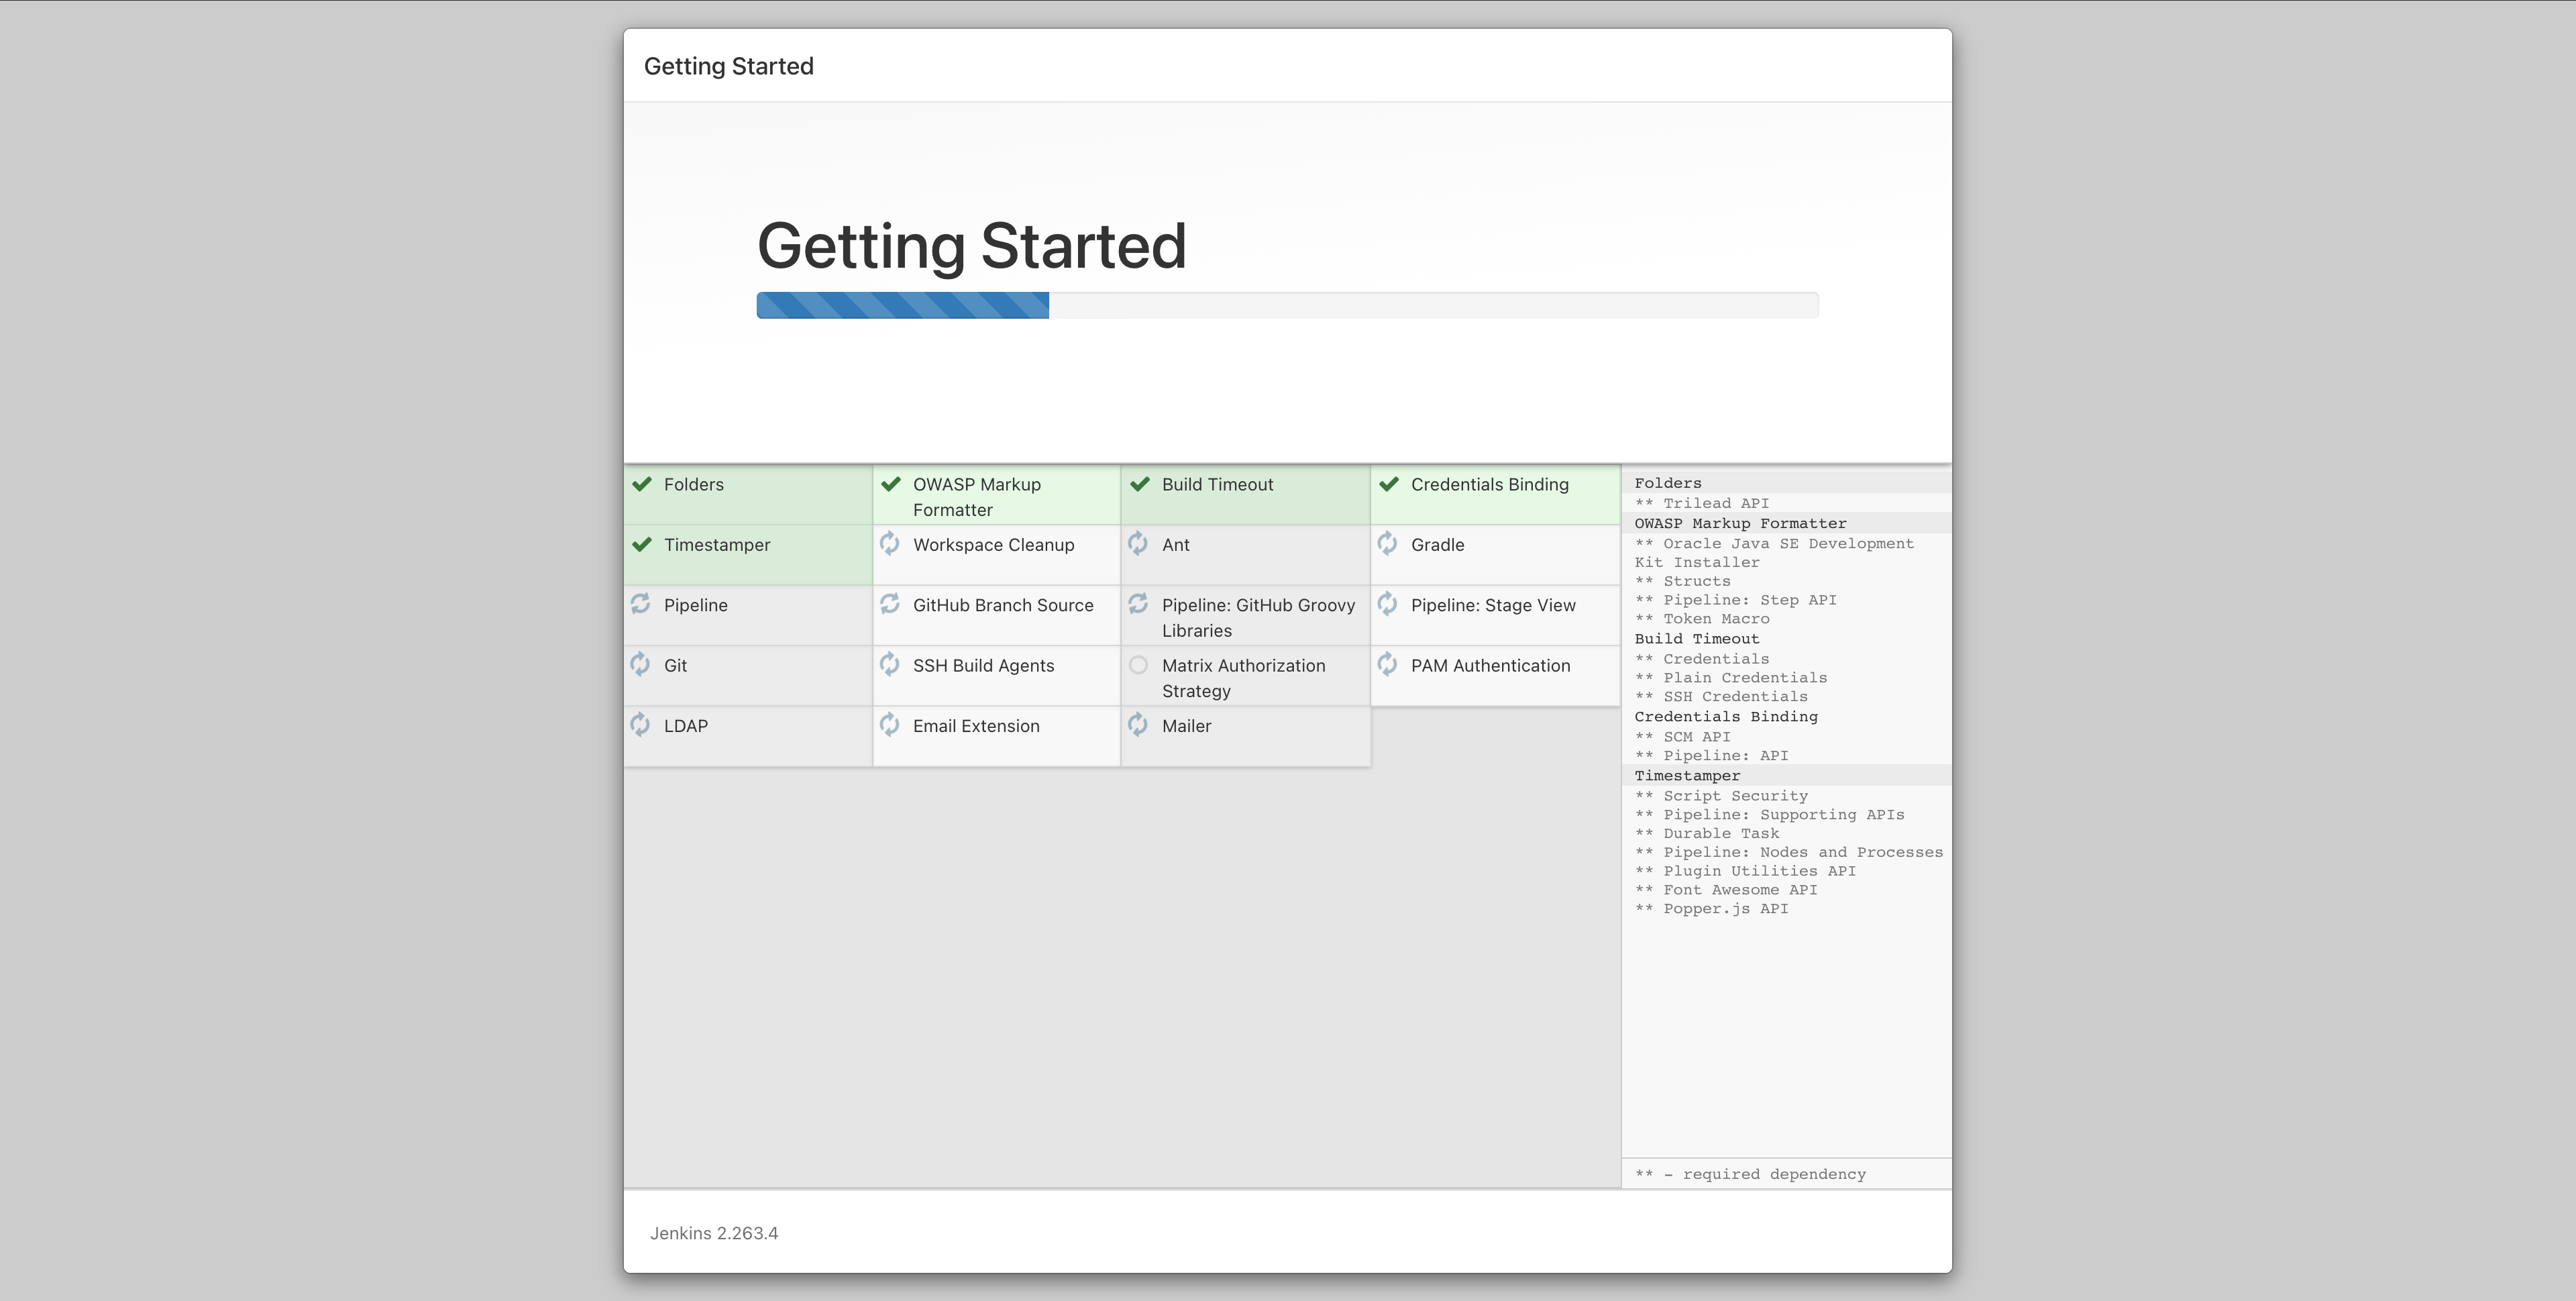 Getting Started
Getting Started
Folders
OWASP Markup
Formatter
Build Timeout
Credentials Binding
Timestamper
Workspace Cleanup
Ant
Gradle
Pipeline
GitHub Branch Source
Pipeline: GitHub Groovy
Libraries
Pipeline: Stage View
Git
SSH Build Agents
Matrix Authorization
Strategy
PAM Authentication
LDAP
Email Extension
Mailer
Folders
** Trilead API
OWASP Markup Formatter
** Oracle Java SE Development
Kit Installer
** Structs
** Pipeline: Step API
** Token Macro
Build Timeout
** Credentials
** Plain Credentials
** SSH Credentials
Credentials Binding
** SCM API
** Pipeline: API
Timestamper
** Script Security
** Pipeline: Supporting APIs
** Durable Task
** Pipeline: Nodes and Processes
** Plugin Utilities API
** Font Awesome API
** Popper.js API
** - required dependency
Jenkins 2.263.4